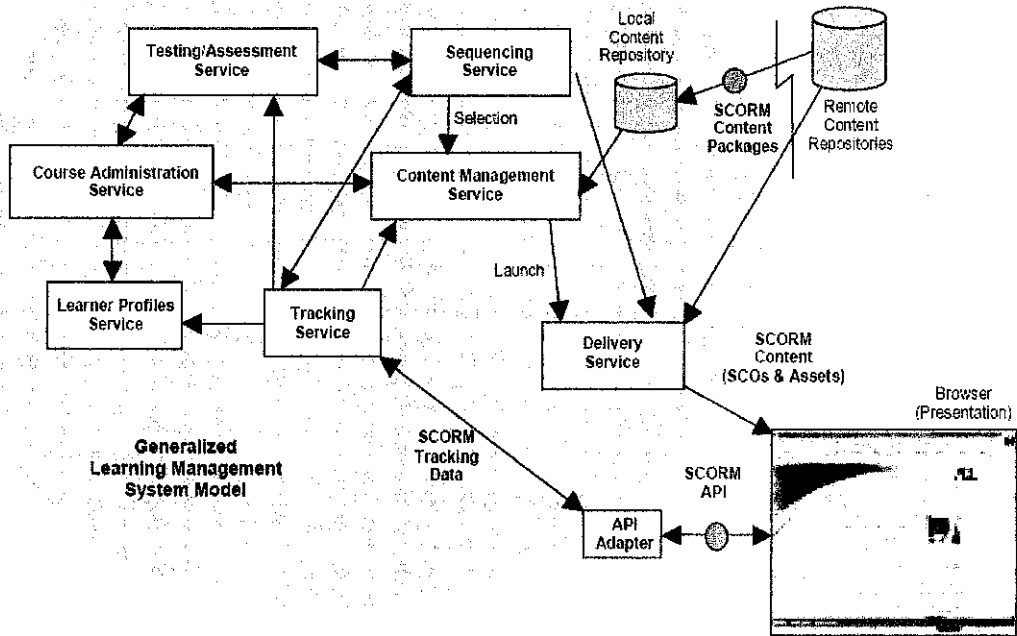 Testing/Assessment
Service
Sequencing
Service
Local
Content
Repository
SCORM
Content
Packages
Remote
Content
Repositories
Selection
Course Administration
Service
Content Management
Service
Launch
Learner Profiles
Service
Tracking
Service
Delivery
Service
SCORM
Content
(SCOs & Assets)
Browser
(Presentation)
Generalized
Learning Management
System Model
SCORM
Tracking
Data
SCORM
API
API
Adapter